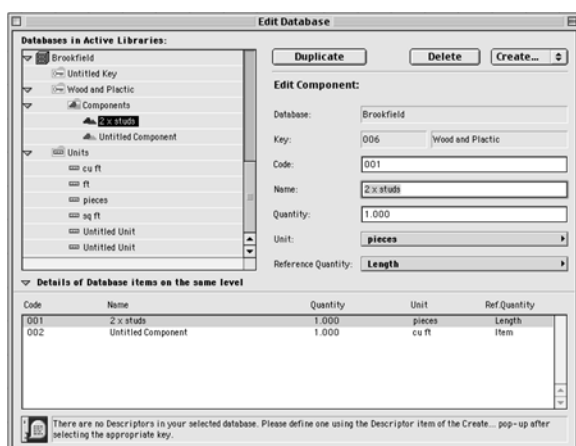 Edit Database
Databases in Active Libraries:
Brookfield
Untitled Key
Wood and Plactic
Components
2 x studs
Untitled Component
Units
cu ft
ft
pieces
sq ft
Untitled Unit
Untitled Unit
Duplicate Delete Create...
Edit Component:
Database: Brookfield
Key: 006 Wood and Plactic
Code: 001
Name: 2 x studs
Quantity: 1.000
Unit: pieces
Reference Quantity: Length
Details of Database items on the same level
Code Name Quantity Unit Ref.Quantity
001 2 x studs 1.000 pieces Length
002 Untitled Component 1.000 cu ft Item
There are no Descriptors in your selected database. Please define one using the Descriptor item of the Create... pop-up after
selecting the appropriate key.